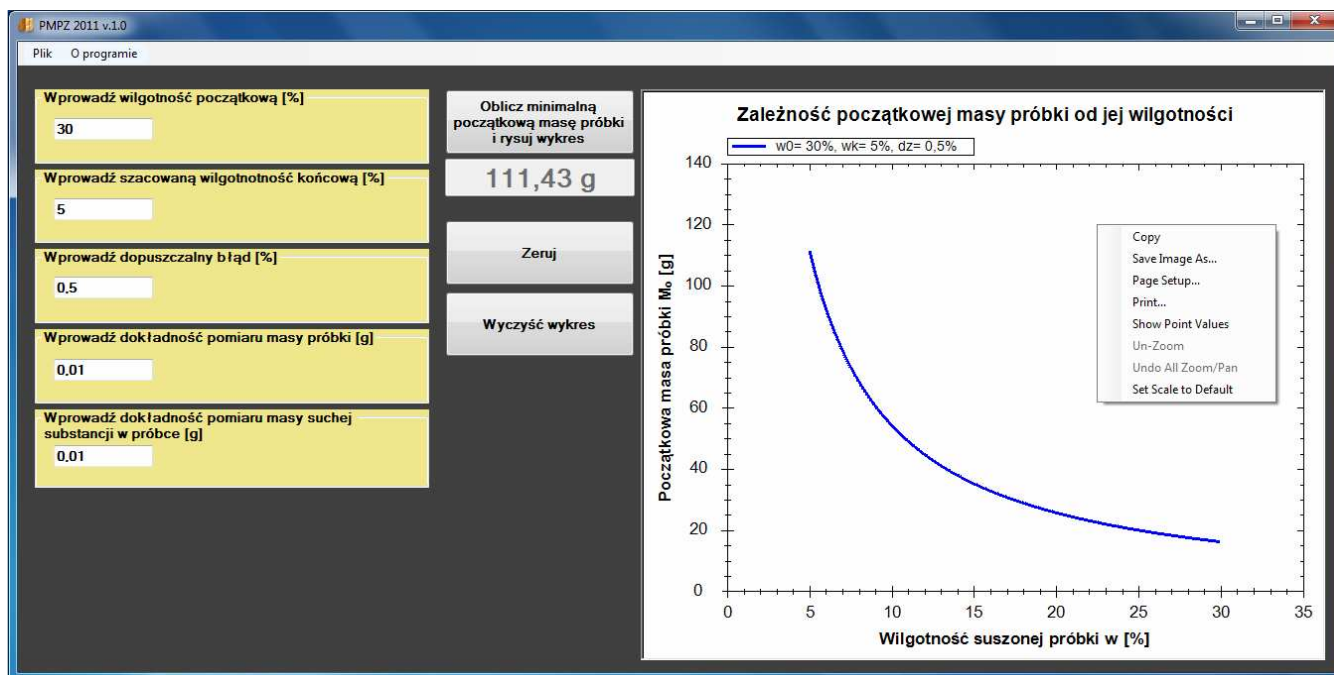 PMPZ 2011 v.1.0
Plik O programie
Wprowadź wilgotność początkową [%]
30
Wprowadź szacowaną wilgotnotność końcową [%]
5
Wprowadź dopuszczalny błąd [%]
0,5
Wprowadź dokładność pomiaru masy próbki [g]
0,01
Wprowadź dokładność pomiaru masy suchej
substancji w próbce [g]
0,01
Oblicz minimalną
początkową masę próbki
i rysuj wykres
111,43 g
Zeruj
Wyczyść wykres
Zależność początkowej masy próbki od jej wilgotności
w0= 30%, wk= 5%, dz= 0,5%
Początkowa masa próbki Mₒ [g]
140
120
100
80
60
40
20
0
0 5 10 15 20 25 30 35
Wilgotność suszonej próbki w [%]
Copy
Save Image As...
Page Setup...
Print...
Show Point Values
Un-Zoom
Undo All Zoom/Pan
Set Scale to Default